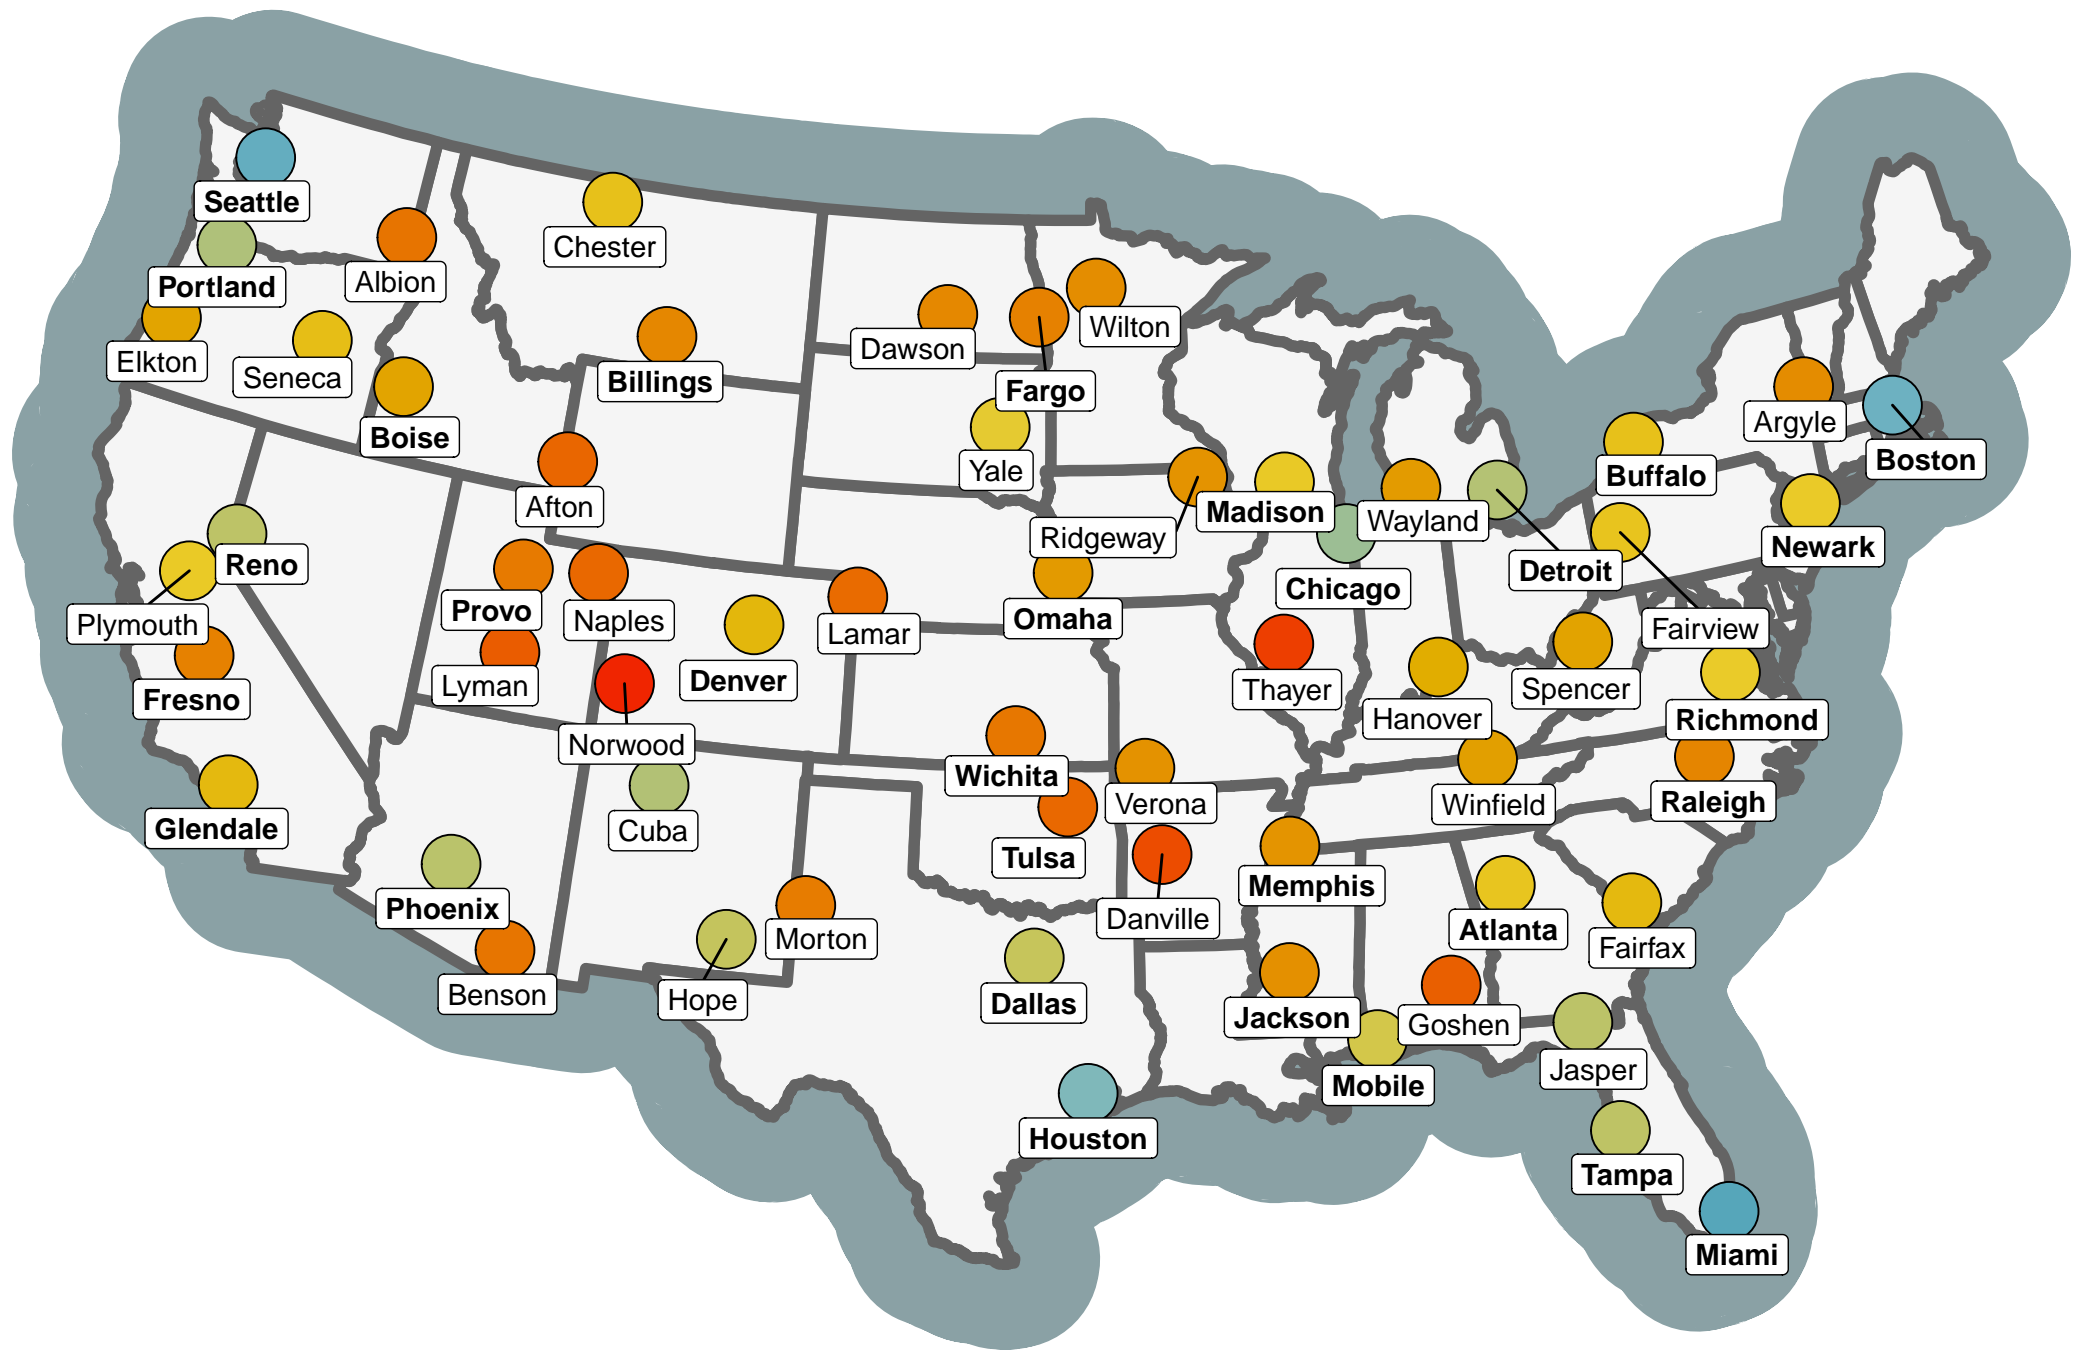 Seattle
Chester
Albion
Portland
Wilton
Dawson
Elkton
Seneca
Billings
Fargo
Argyle
Boise
Boston
Yale
Buffalo
Afton
Madison
Wayland
Ridgeway
Newark
Reno
Detroit
Chicago
Provo
Naples
Omaha
Plymouth
Fairview
Lamar
Denver
Lyman
Thayer
Spencer
Fresno
Hanover
Richmond
Norwood
Wichita
Raleigh
Verona
Winfield
Glendale
Cuba
Tulsa
Memphis
Phoenix
Danville
Atlanta
Morton
Fairfax
Benson
Hope
Dallas
Jackson
Goshen
Jasper
Mobile
Houston
Tampa
Miami